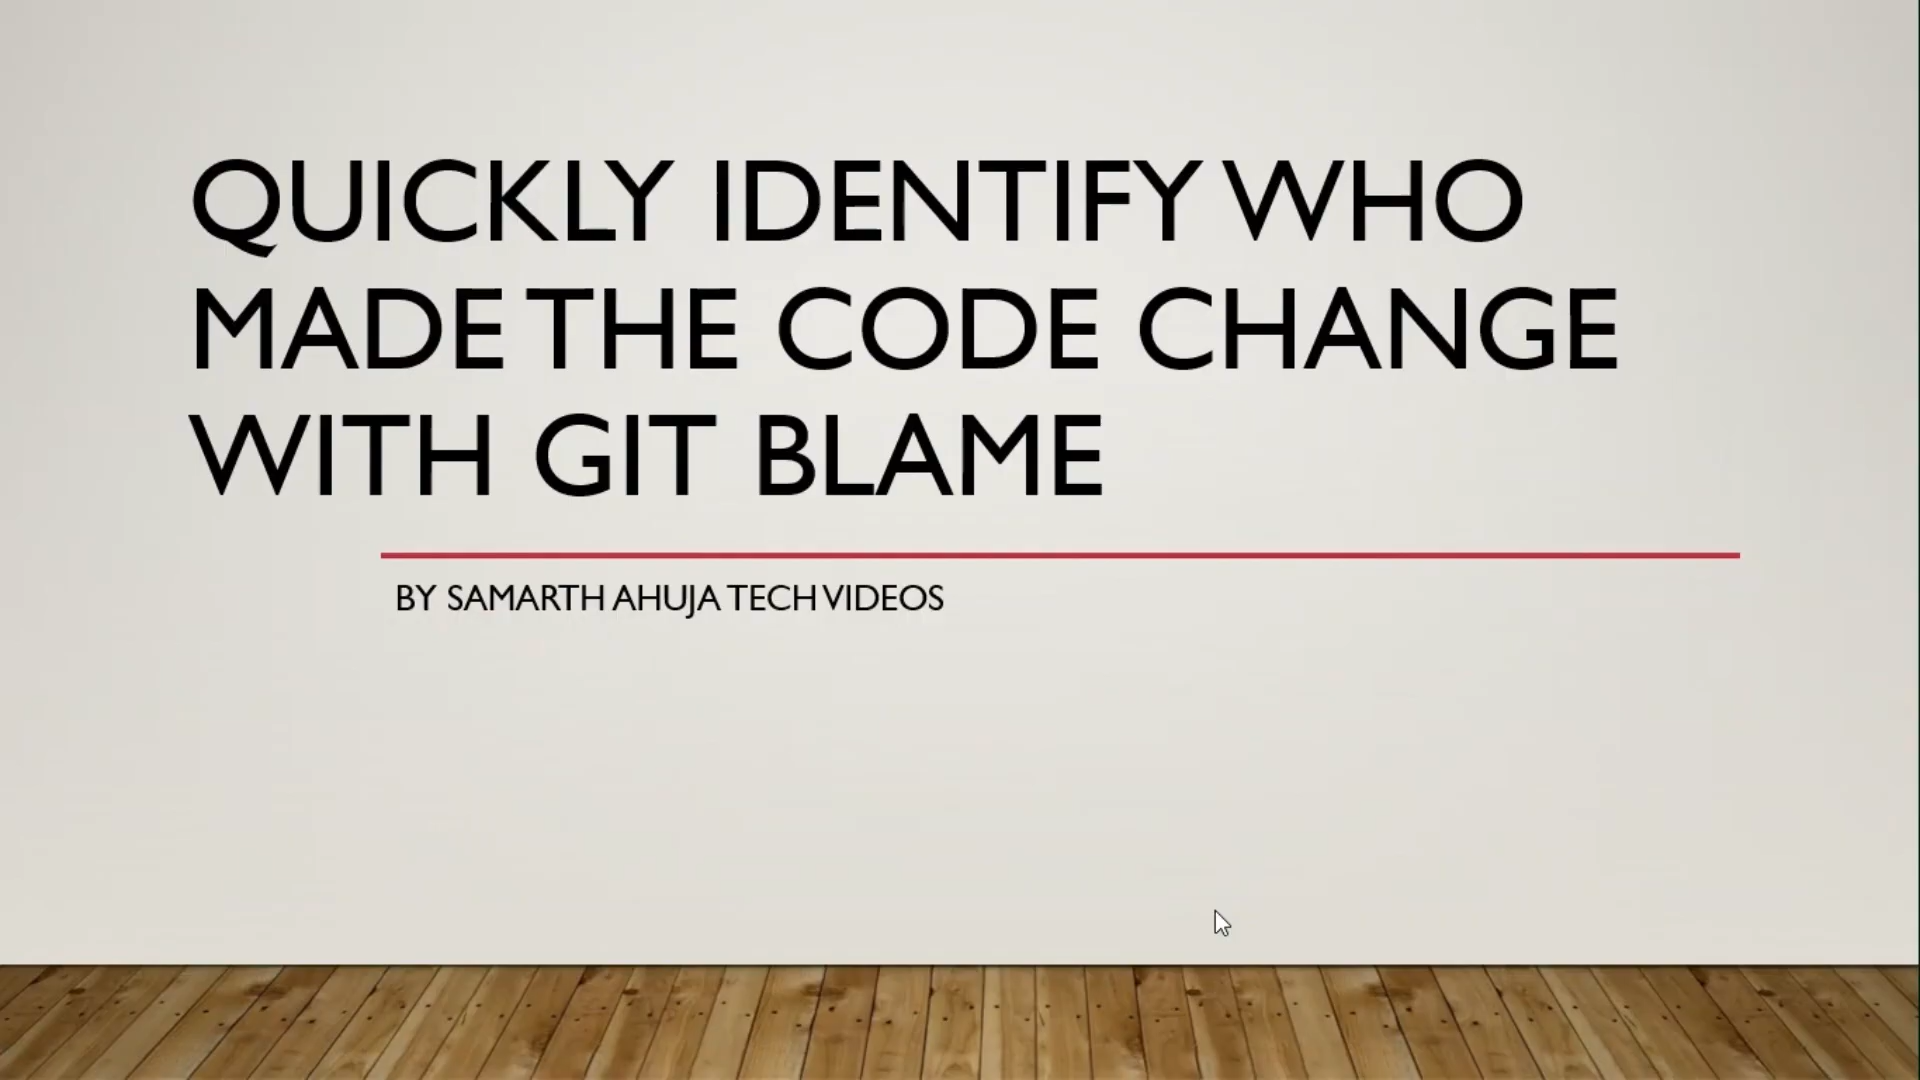 QUICKLY IDENTIFY WHO
MADE THE CODE CHANGE
WITH GIT BLAME
BY SAMARTH AHUJA TECH VIDEOS